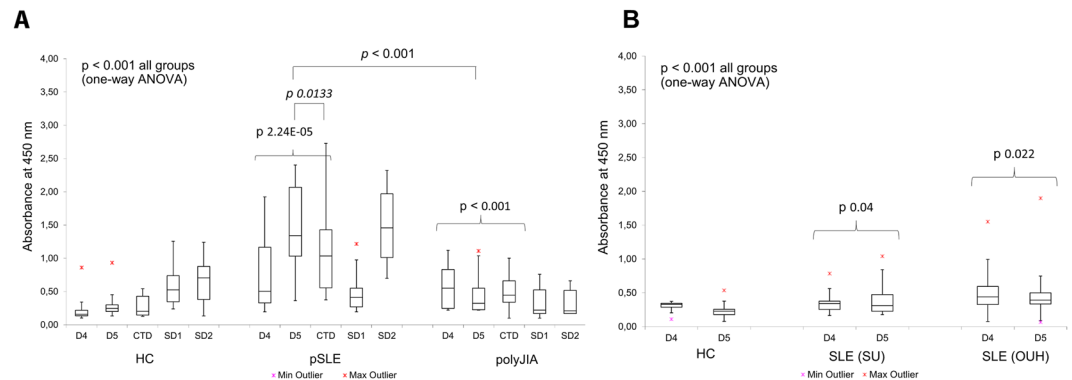 A
p < 0.001 all groups
(one-way ANOVA)
Absorbance at 450 nm
4,00
3,50
3,00
2,50
2,00
1,50
1,00
0,50
0,00
p < 0.001
p 0.0133
p 2.24E-05
p < 0.001
D4 D5 CTD SD1 SD2 D4 D5 CTD SD1 SD2 D4 D5 CTD SD1 SD2
HC pSLE polyJIA
Min Outlier Max Outlier
B
p < 0.001 all groups
(one-way ANOVA)
Absorbance at 450 nm
4,00
3,50
3,00
2,50
2,00
1,50
1,00
0,50
0,00
p 0.022
p 0.04
D4 D5 D4 D5 D4 D5
HC SLE (SU) SLE (OUH)
Min Outlier Max Outlier